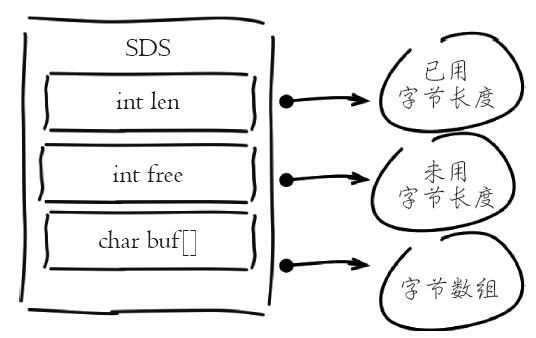 SDS
int len
已用
字节长度
int free
未用
字节长度
char buf[]
字节数组